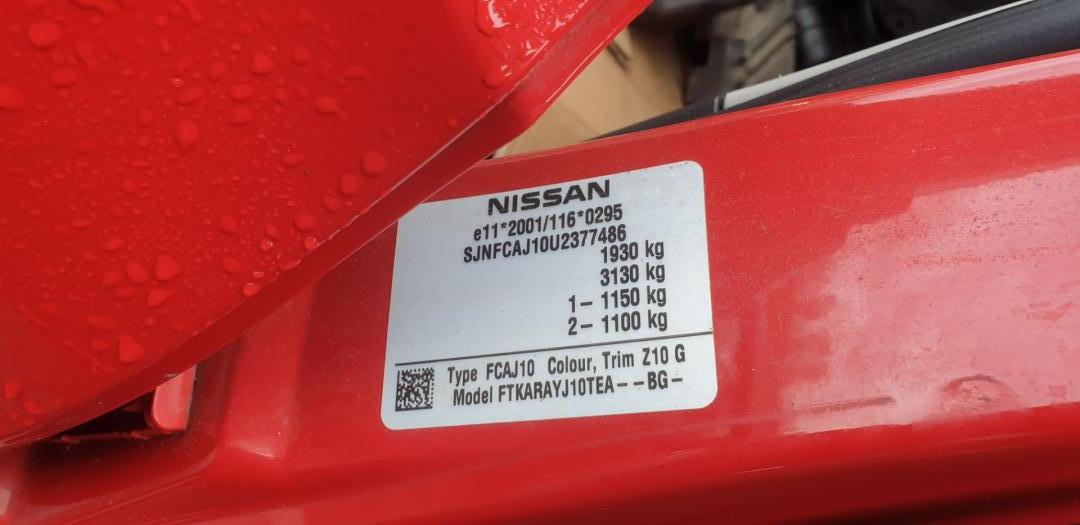 NISSAN
e11*2001/116*0295
SJNFCAJ10U2377486
1930 kg
3130 kg
1- 1150 kg
2- 1100 kg
Type FCAJ10 Colour, Trim Z10 G
Model FTKARAYJ10TEA--BG-